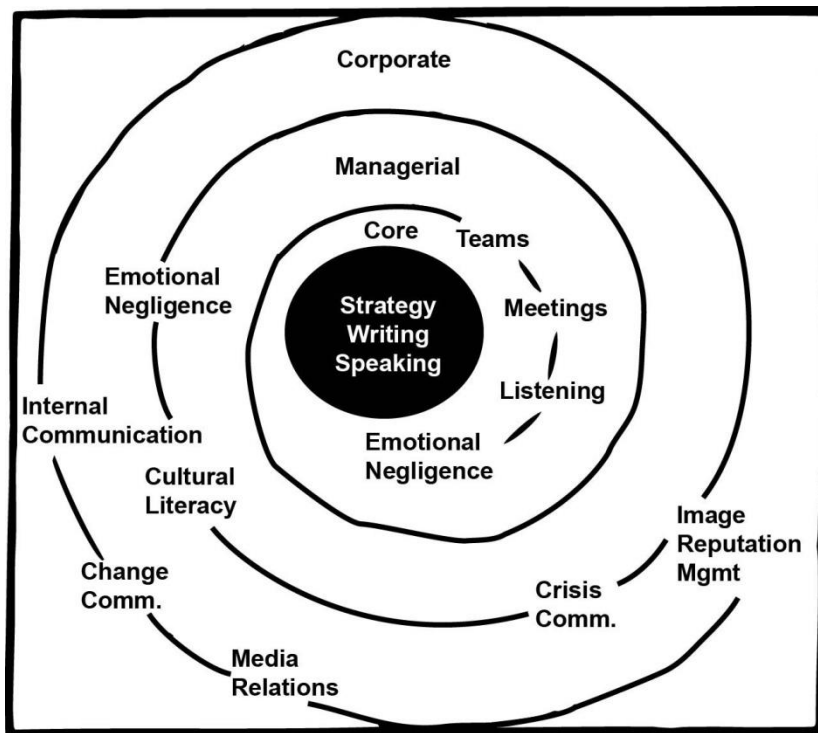 Corporate
Managerial
Core
Teams
Emotional
Negligence
Strategy
Writing
Speaking
Meetings
Listening
Internal
Communication
Emotional
Negligence
Cultural
Literacy
Image
Reputation
Mgmt
Change
Comm.
Crisis
Comm.
Media
Relations